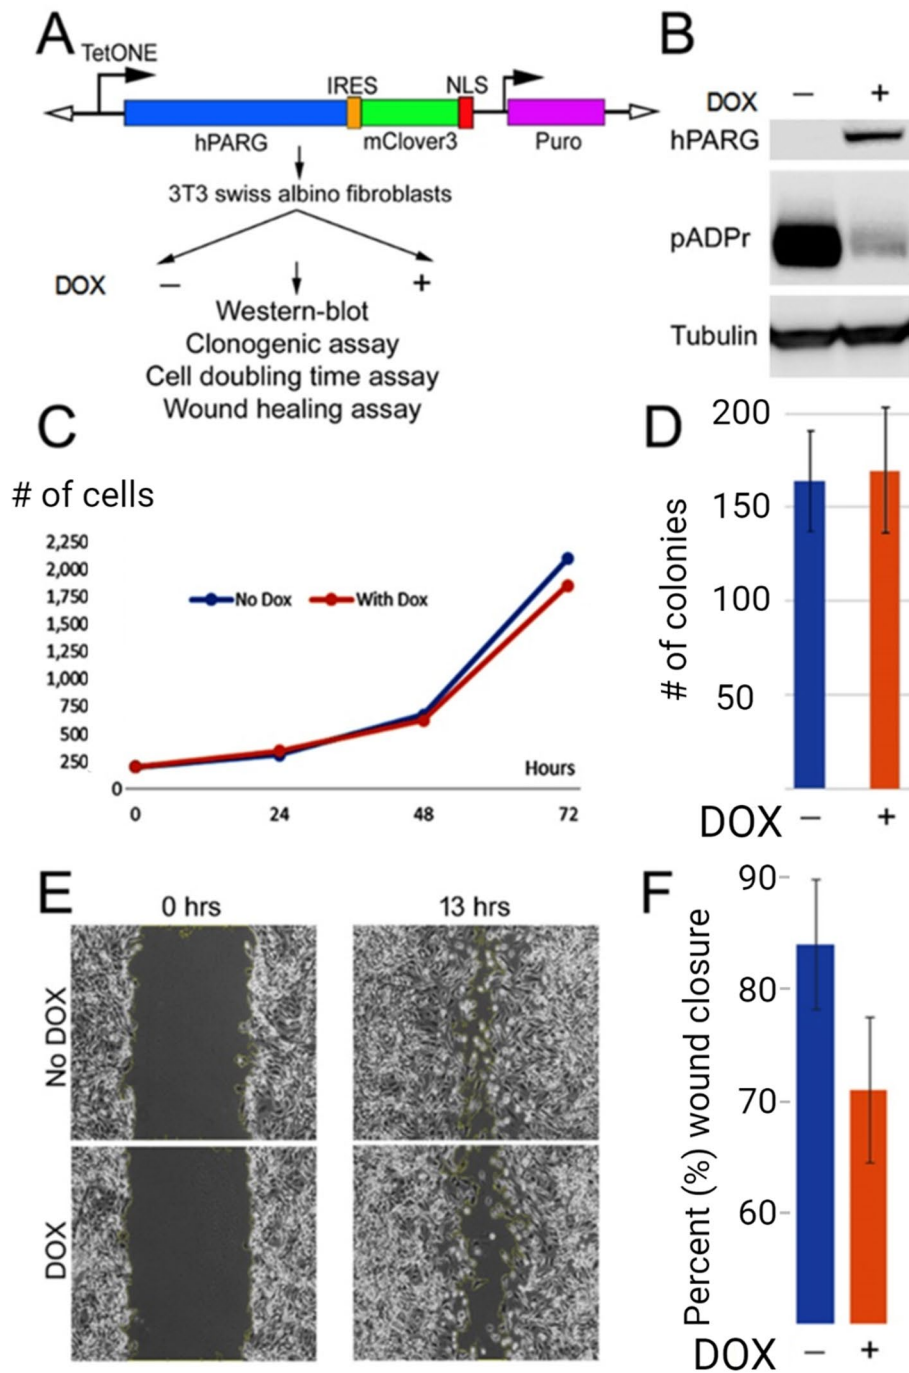 A
TetONE
IRES
NLS
hPARG
mClover3
Puro
3T3 swiss albino fibroblasts
DOX − +
Western-blot
Clonogenic assay
Cell doubling time assay
Wound healing assay
B
DOX − +
hPARG
pADPr
Tubulin
C
# of cells
2,250
2,000
1,750
1,500
1,250
1,000
750
500
250
0
No Dox
With Dox
Hours
0 24 48 72
D
# of colonies
200
150
100
50
DOX − +
E
0 hrs
13 hrs
No DOX
DOX
F
Percent (%) wound closure
90
80
70
60
DOX − +